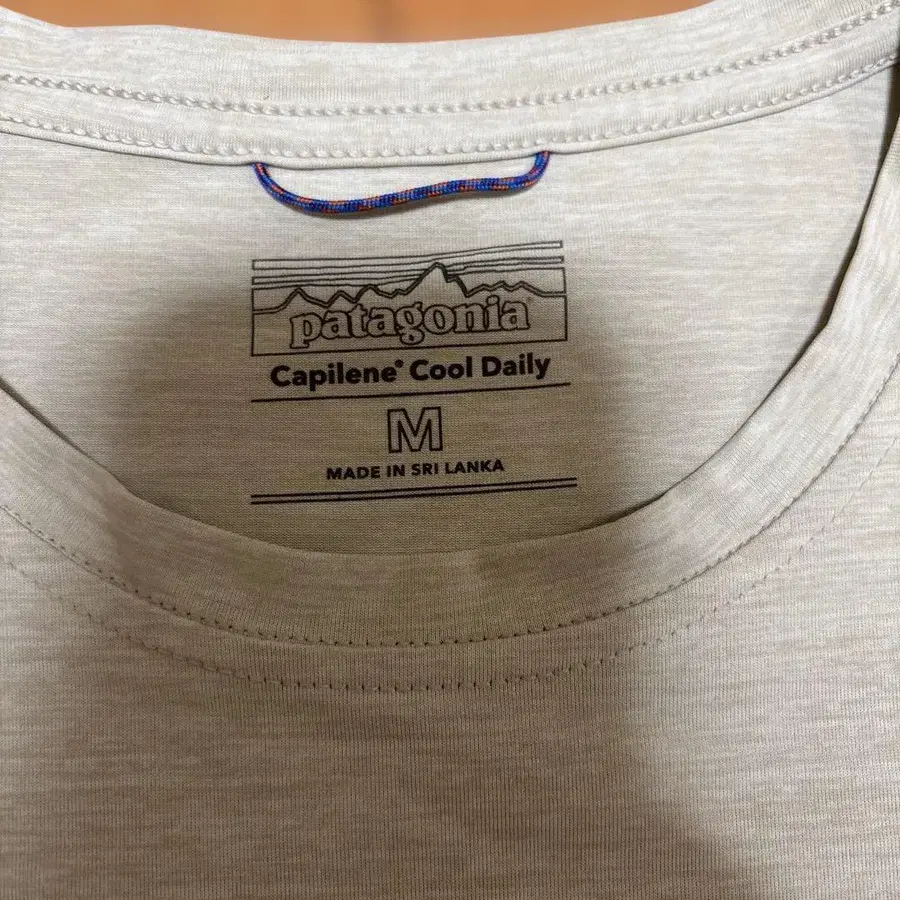 patagonia®
Capilene® Cool Daily
M
MADE IN SRI LANKA